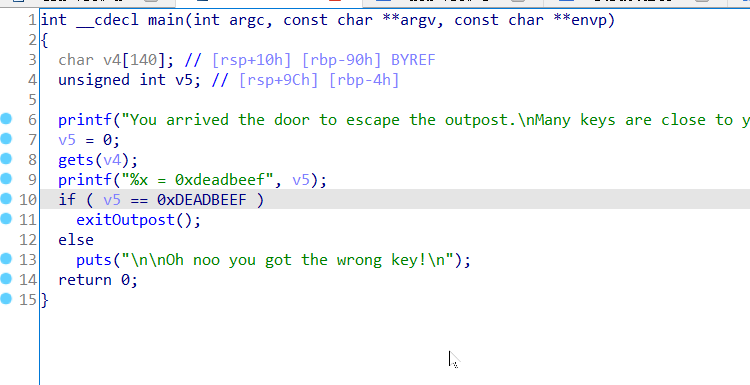 1 int __cdecl main(int argc, const char **argv, const char **envp)
2 {
3 char v4[140]; // [rsp+10h] [rbp-90h] BYREF
4 unsigned int v5; // [rsp+9Ch] [rbp-4h]
5
6 printf("You arrived the door to escape the outpost.\nMany keys are close to y
7 v5 = 0;
8 gets(v4);
9 printf("%x = 0xdeadbeef", v5);
10 if ( v5 == 0xDEADBEEF )
11 exitOutpost();
12 else
13 puts("\n\nOh noo you got the wrong key!\n");
14 return 0;
15 }